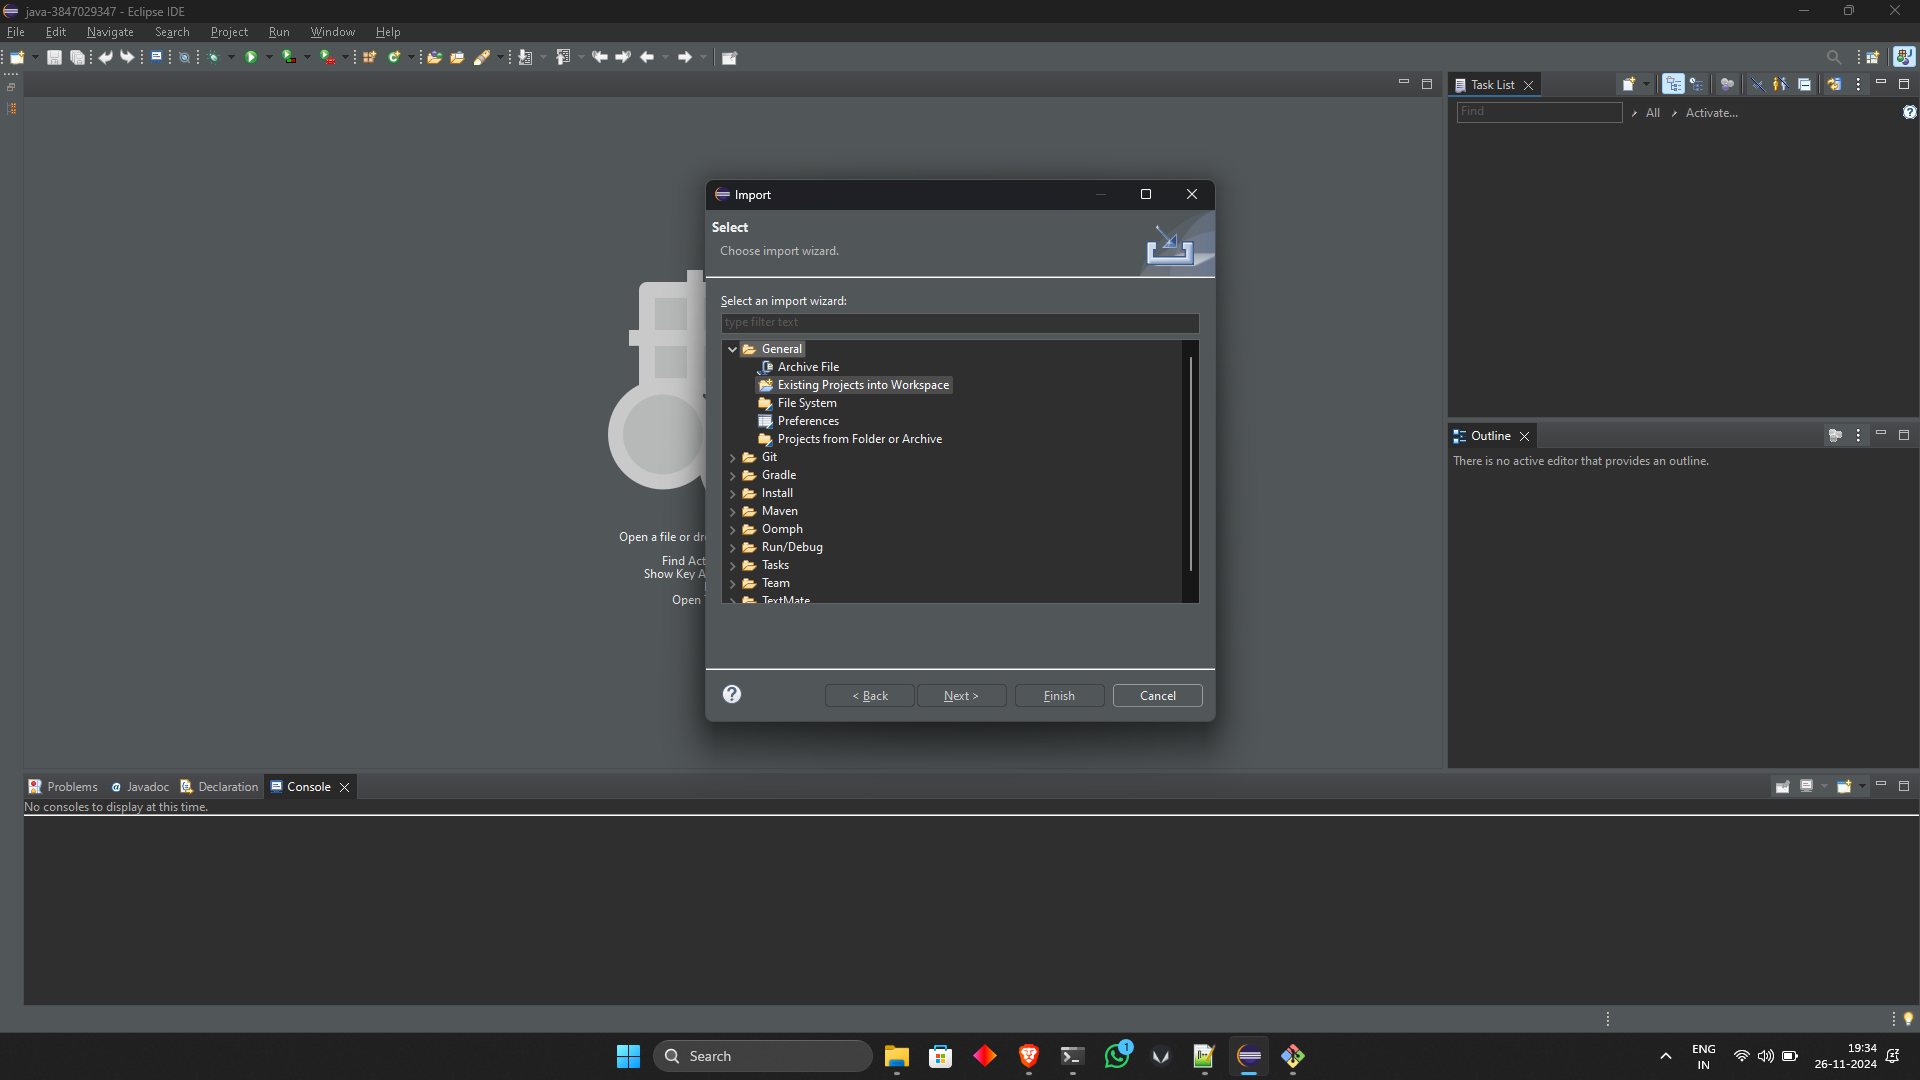 java-3847029347 - Eclipse IDE
File Edit Navigate Search Project Run Window Help
Task List
Find
All
Activate...
Import
Select
Choose import wizard.
Select an import wizard:
type filter text
General
Archive File
Existing Projects into Workspace
File System
Preferences
Projects from Folder or Archive
Git
Gradle
Install
Maven
Oomph
Run/Debug
Tasks
Team
TextMate
< Back
Next >
Finish
Cancel
Open a file or
Find
Show Key
Open
Outline
There is no active editor that provides an outline.
Problems
Javadoc
Declaration
Console
No consoles to display at this time.
Search
1
ENG
IN
19:34
26-11-2024